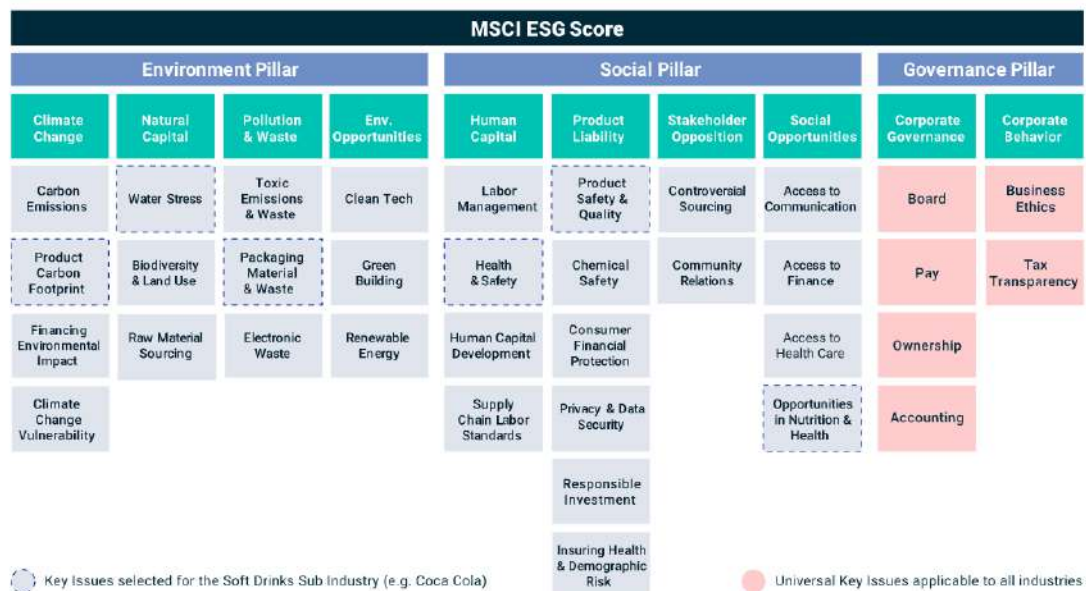 MSCI ESG Score
Environment Pillar
Social Pillar
Governance Pillar
Climate
Change
Natural
Capital
Pollution
& Waste
Env.
Opportunities
Human
Capital
Product
Liability
Stakeholder
Opposition
Social
Opportunities
Corporate
Governance
Corporate
Behavior
Carbon
Emissions
Water Stress
Toxic
Emissions
& Waste
Clean Tech
Labor
Management
Product
Safety &
Quality
Controversial
Sourcing
Access to
Communication
Board
Business
Ethics
Product
Carbon
Footprint
Biodiversity
& Land Use
Packaging
Material
& Waste
Green
Building
Health
& Safety
Chemical
Safety
Community
Relations
Access to
Finance
Pay
Tax
Transparency
Financing
Environmental
Impact
Raw Material
Sourcing
Electronic
Waste
Renewable
Energy
Human Capital
Development
Consumer
Financial
Protection
Access to
Health Care
Ownership
Climate
Change
Vulnerability
Supply
Chain Labor
Standards
Privacy & Data
Security
Opportunities
in Nutrition &
Health
Accounting
Responsible
Investment
Insuring Health
& Demographic
Risk
Key Issues selected for the Soft Drinks Sub Industry (e.g. Coca Cola)
Universal Key Issues applicable to all industries